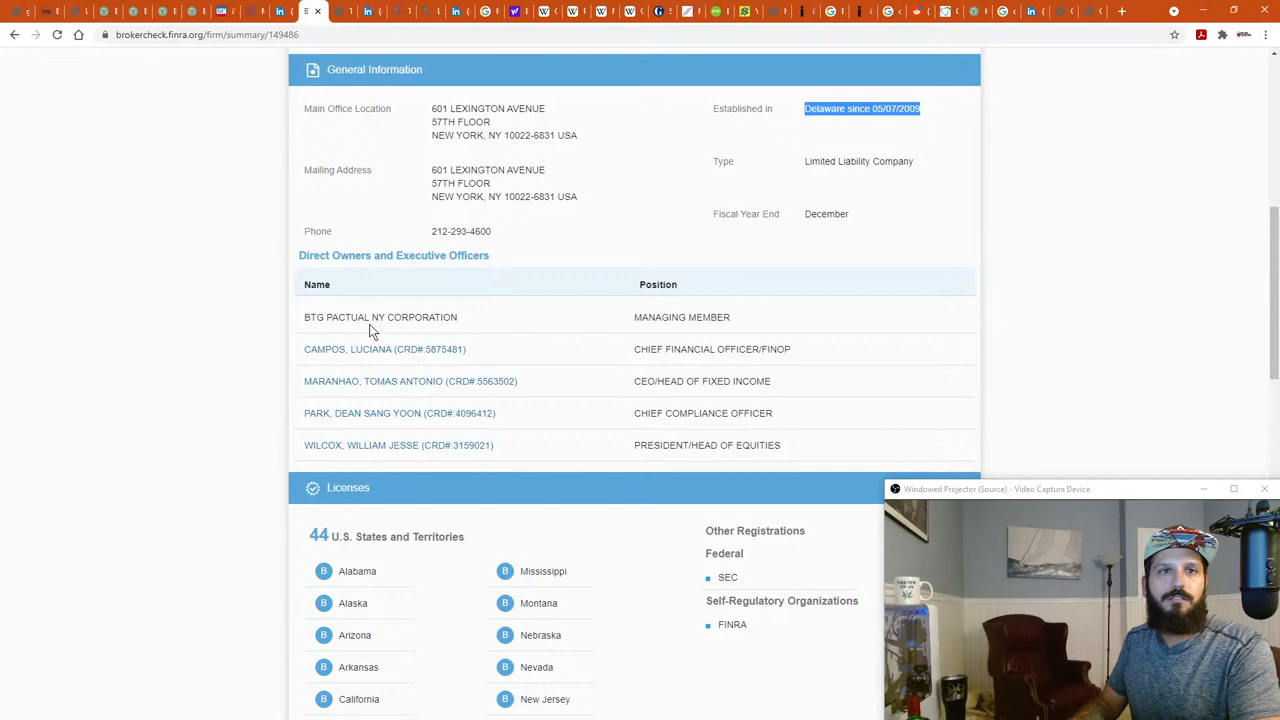 brokercheck.finra.org/firm/summary/149486
General Information
Main Office Location
601 LEXINGTON AVENUE
57TH FLOOR
NEW YORK, NY 10022-6831 USA
Established in
Delaware since 05/07/2009
Type
Limited Liability Company
Mailing Address
601 LEXINGTON AVENUE
57TH FLOOR
NEW YORK, NY 10022-6831 USA
Fiscal Year End
December
Phone
212-293-4600
Direct Owners and Executive Officers
Name
Position
BTG PACTUAL NY CORPORATION
MANAGING MEMBER
CAMPOS, LUCIANA (CRD#:5875481)
CHIEF FINANCIAL OFFICER/FINOP
MARANHAO, TOMAS ANTONIO (CRD#:5563502)
CEO/HEAD OF FIXED INCOME
PARK, DEAN SANG YOON (CRD#:4096412)
CHIEF COMPLIANCE OFFICER
WILCOX, WILLIAM JESSE (CRD#:3159021)
PRESIDENT/HEAD OF EQUITIES
Licenses
44 U.S. States and Territories
B Alabama
B Mississippi
B Alaska
B Montana
B Arizona
B Nebraska
B Arkansas
B Nevada
B California
B New Jersey
Other Registrations
Federal
SEC
Self-Regulatory Organizations
FINRA
Windowed Projector (Source) - Video Capture Device